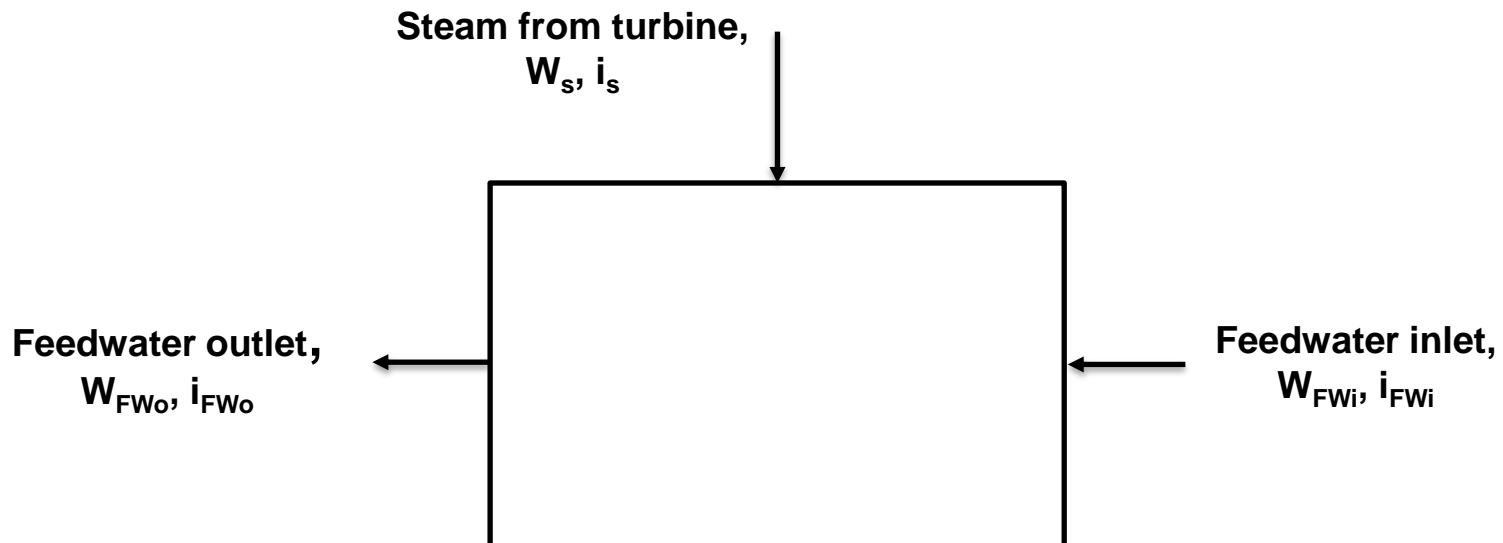 Steam from turbine,
Ws, is
Feedwater outlet,
WFWo, iFWo
Feedwater inlet,
WFWi, iFWi